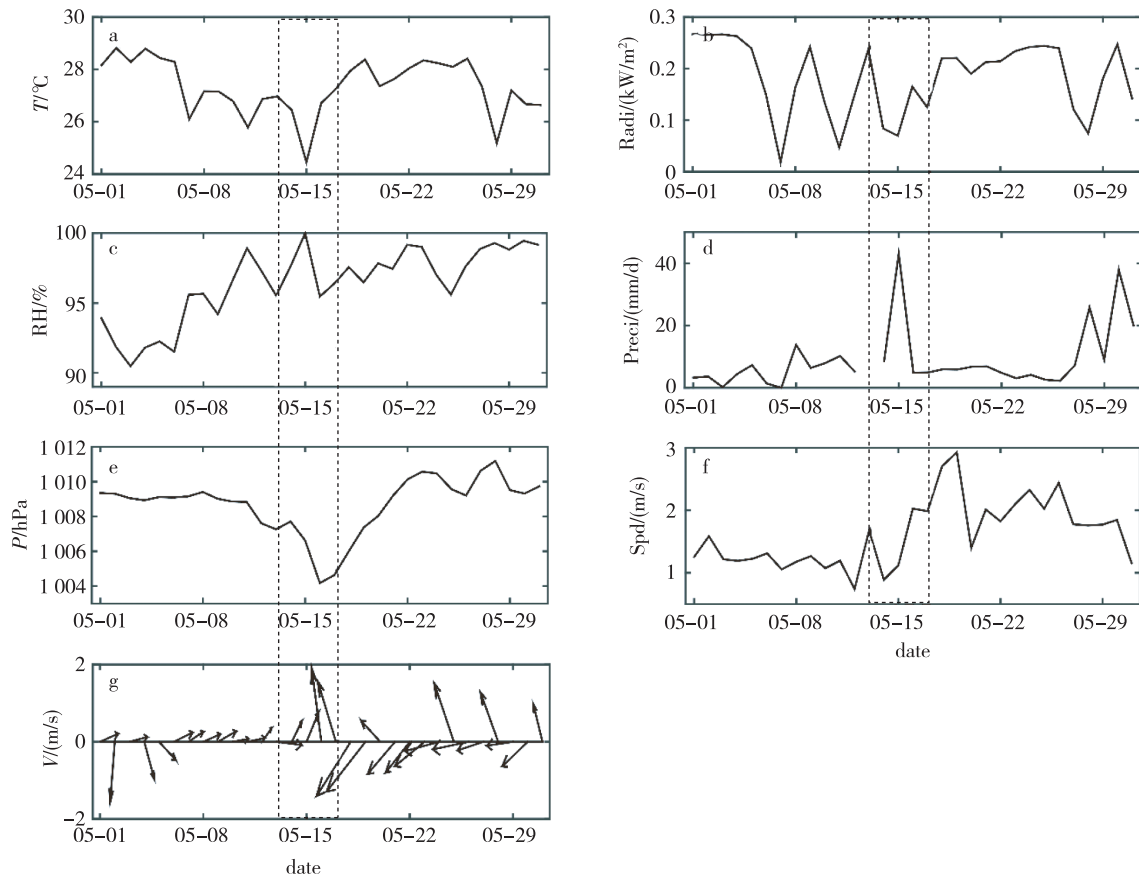 a
T/℃
30
28
26
24
05-01 05-08 05-15 05-22 05-29
b
Radi/(kW/m²)
0.3
0.2
0.1
0
05-01 05-08 05-15 05-22 05-29
c
RH/%
100
95
90
05-01 05-08 05-15 05-22 05-29
d
Preci/(mm/d)
40
20
0
05-01 05-08 05-15 05-22 05-29
e
P/hPa
1 012
1 010
1 008
1 006
1 004
05-01 05-08 05-15 05-22 05-29
f
Spd/(m/s)
3
2
1
05-01 05-08 05-15 05-22 05-29
date
g
V/(m/s)
2
0
-2
05-01 05-08 05-15 05-22 05-29
date